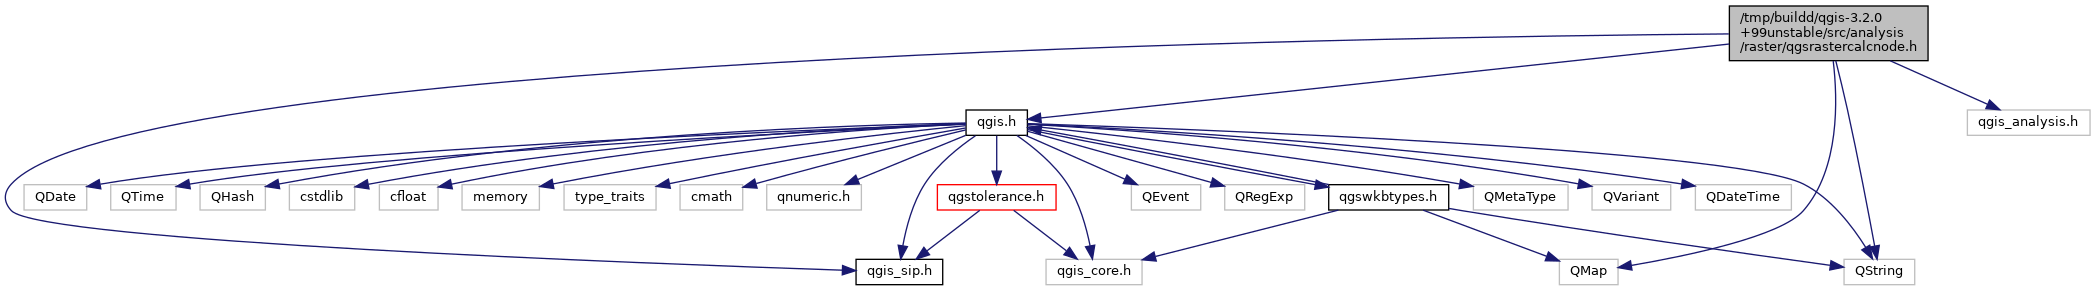 /tmp/buildd/qgis-3.2.0
+99unstable/src/analysis
/raster/qgsrastercalcnode.h
qgis.h
qgis_analysis.h
QDate
QTime
QHash
cstdlib
cfloat
memory
type_traits
cmath
qnumeric.h
qgstolerance.h
QEvent
QRegExp
qgswkbtypes.h
QMetaType
QVariant
QDateTime
qgis_sip.h
qgis_core.h
QMap
QString